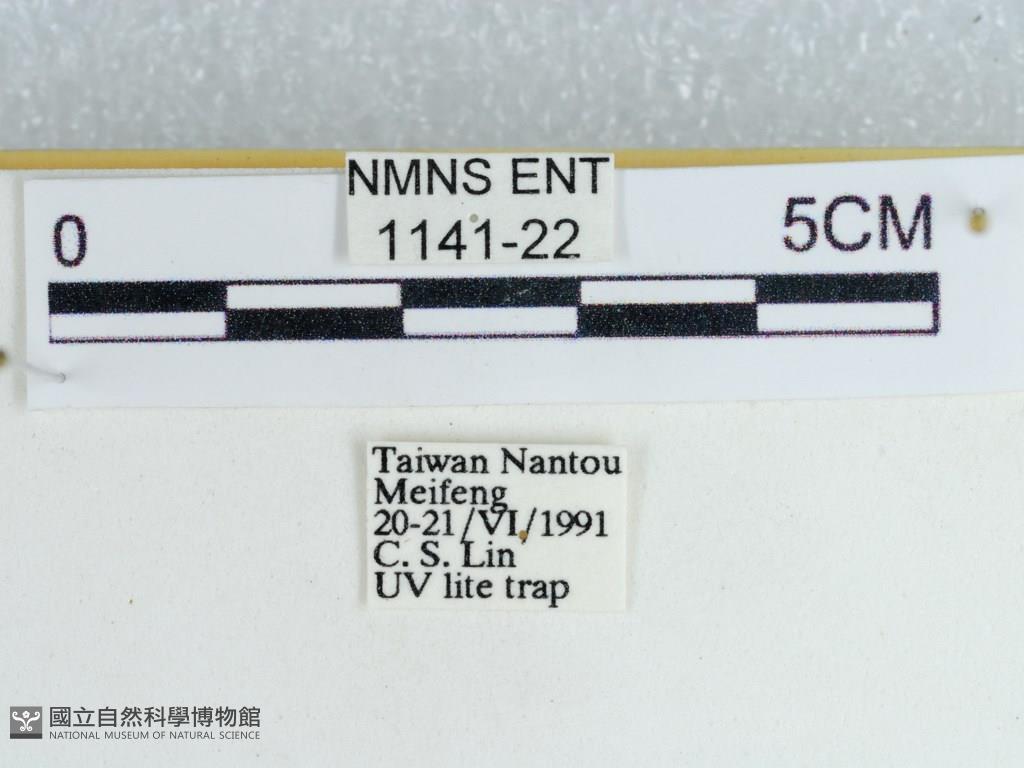 NMNS ENT
1141-22
0
5CM
Taiwan Nantou
Meifeng
20-21/VI/1991
C. S. Lin
UV lite trap
國立自然科學博物館
NATIONAL MUSEUM OF NATURAL SCIENCE